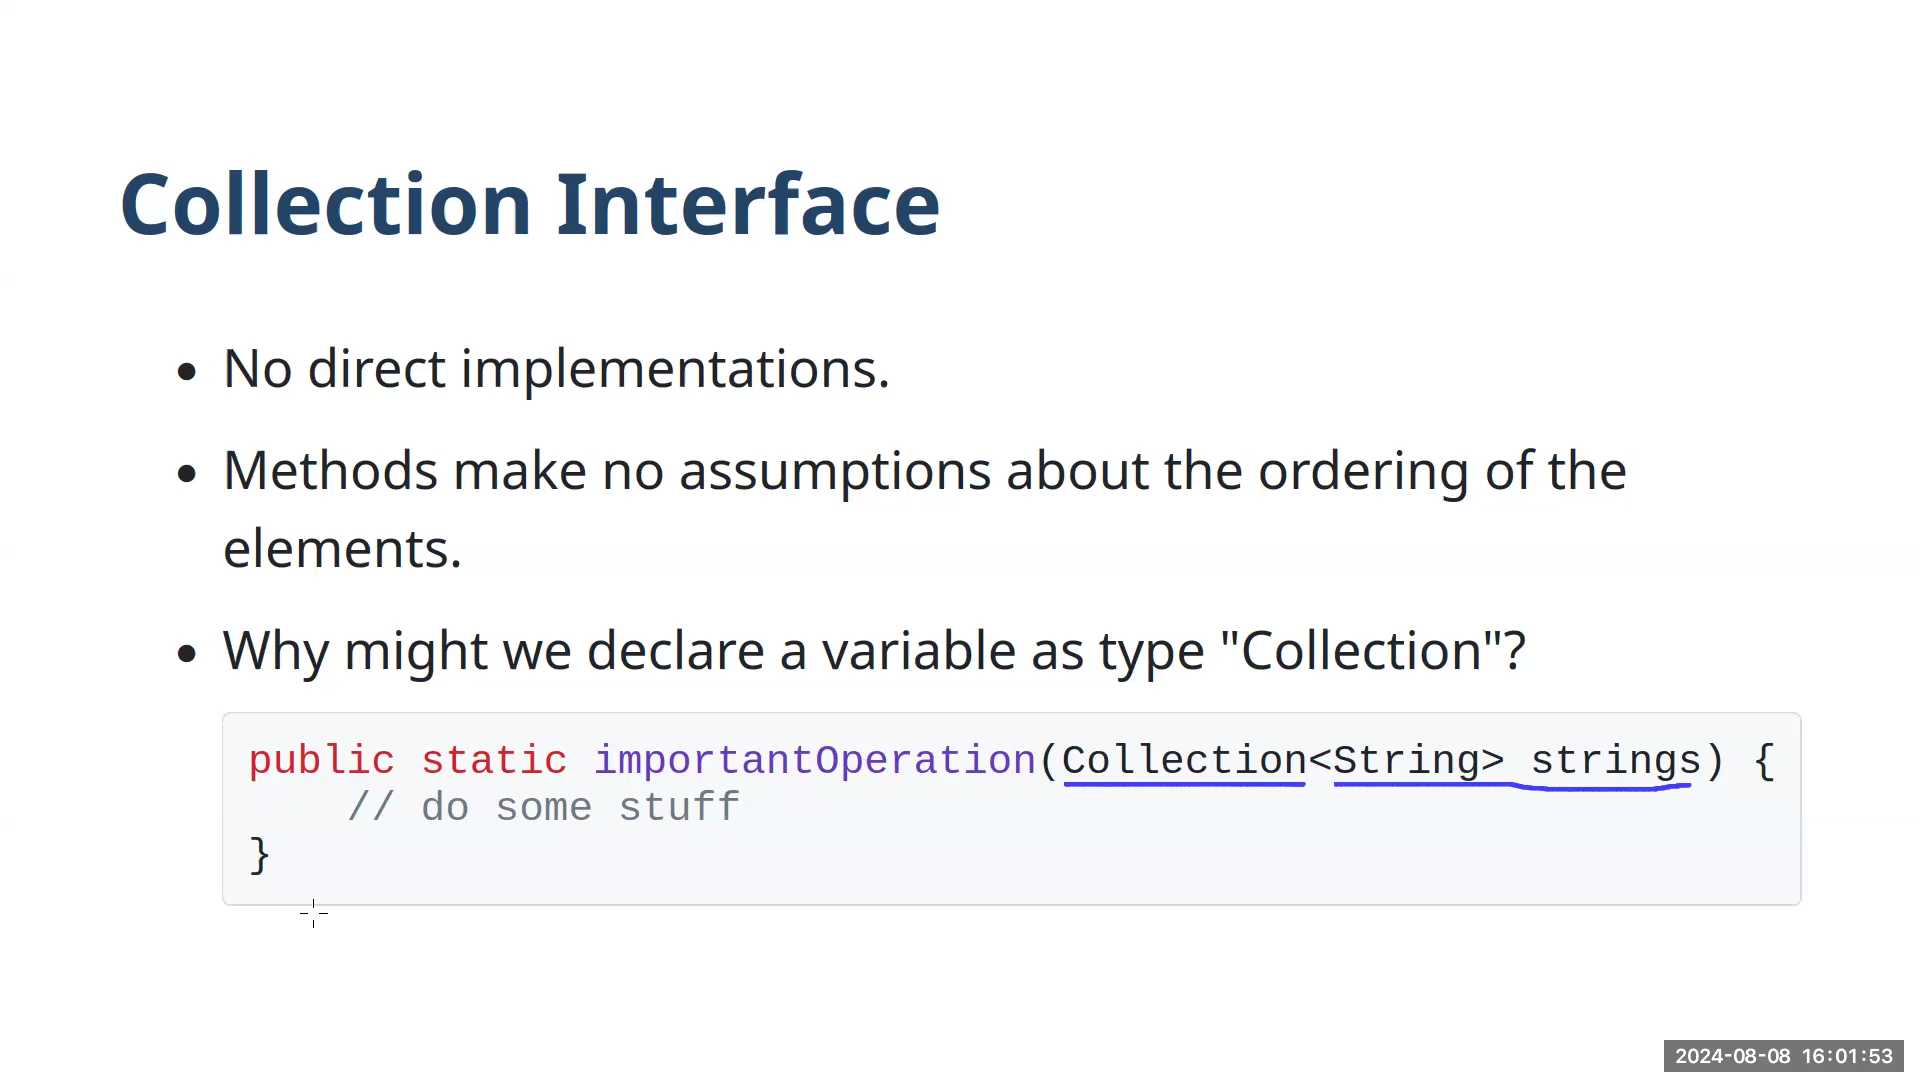 Collection Interface
• No direct implementations.
• Methods make no assumptions about the ordering of the
elements.
• Why might we declare a variable as type "Collection"?
public static importantOperation(Collection<String> strings) {
    // do some stuff
}
2024-08-08 16:01:53